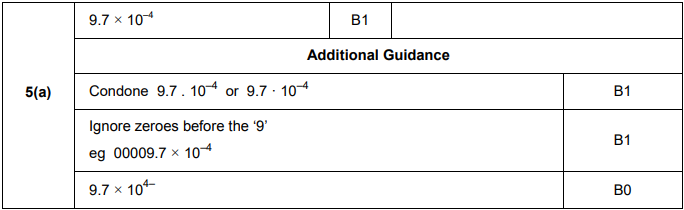 9.7 × 10⁻⁴ B1
Additional Guidance
5(a)
Condone 9.7 . 10⁻⁴ or 9.7 · 10⁻⁴ B1
Ignore zeroes before the ‘9’
eg 00009.7 × 10⁻⁴
B1
9.7 × 10⁴⁻ B0